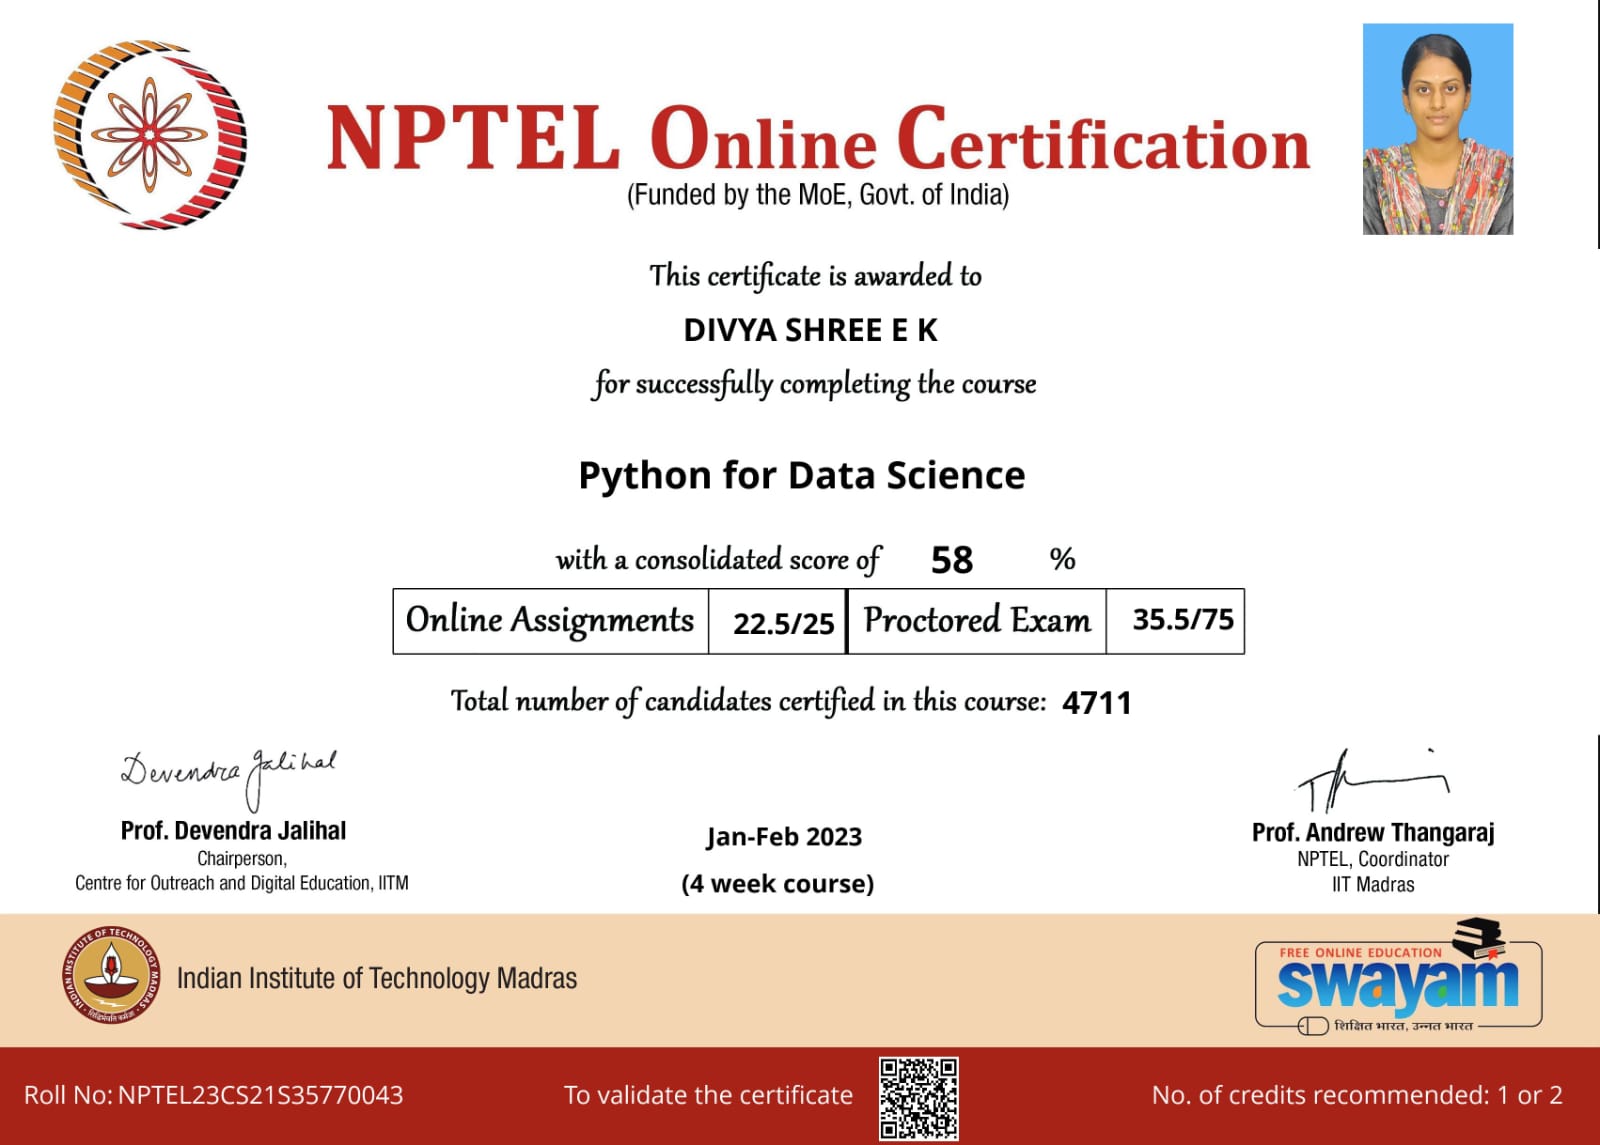 NPTEL Online Certification
(Funded by the MoE, Govt. of India)
This certificate is awarded to
DIVYA SHREE E K
for successfully completing the course
Python for Data Science
with a consolidated score of 58 %
Online Assignments 22.5/25 Proctored Exam 35.5/75
Total number of candidates certified in this course: 4711
Devendra Jalihal
Prof. Devendra Jalihal
Chairperson,
Centre for Outreach and Digital Education, IITM
Jan-Feb 2023
(4 week course)
Prof. Andrew Thangaraj
NPTEL, Coordinator
IIT Madras
INDIAN INSTITUTE OF TECHNOLOGY MADRAS
Indian Institute of Technology Madras
FREE ONLINE EDUCATION
swayam
शिक्षित भारत, उन्नत भारत
Roll No: NPTEL23CS21S35770043
To validate the certificate
No. of credits recommended: 1 or 2